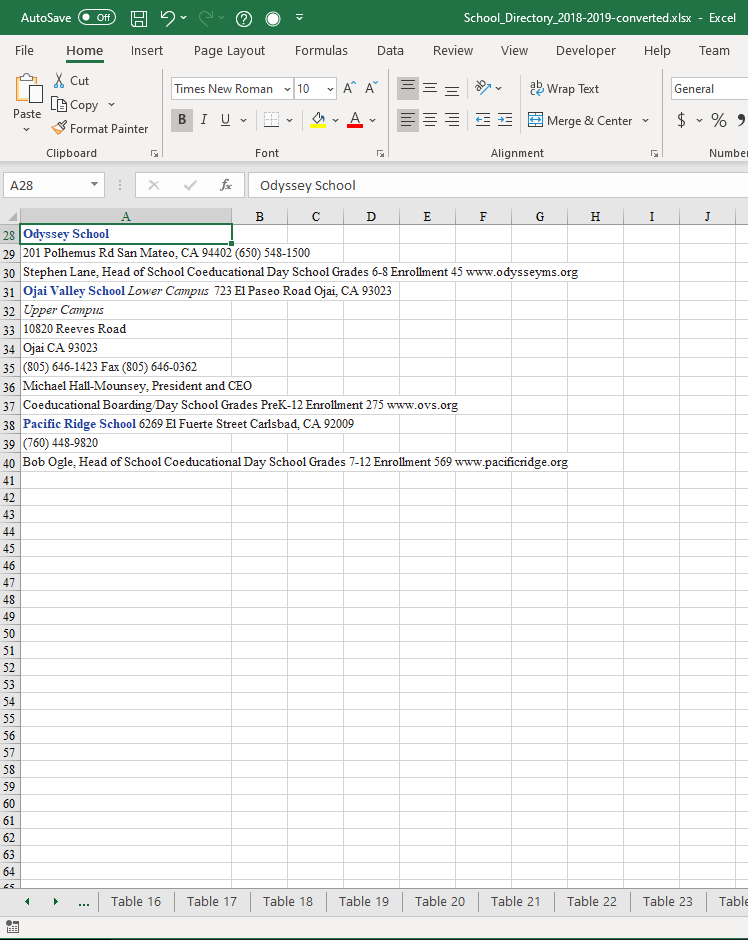 AutoSave Off School_Directory_2018-2019-converted.xlsx - Excel
File Home Insert Page Layout Formulas Data Review View Developer Help Team
Paste Cut Copy Format Painter
Times New Roman 10 A A
B I U A
ab Wrap Text
Merge & Center
General
$ % 9
Clipboard Font Alignment Number
A28 fx Odyssey School
A B C D E F G H I J
28 Odyssey School
29 201 Polhemus Rd San Mateo, CA 94402 (650) 548-1500
30 Stephen Lane, Head of School Coeducational Day School Grades 6-8 Enrollment 45 www.odysseyms.org
31 Ojai Valley School Lower Campus 723 El Paseo Road Ojai, CA 93023
32 Upper Campus
33 10820 Reeves Road
34 Ojai CA 93023
35 (805) 646-1423 Fax (805) 646-0362
36 Michael Hall-Mounsey, President and CEO
37 Coeducational Boarding/Day School Grades PreK-12 Enrollment 275 www.ovs.org
38 Pacific Ridge School 6269 El Fuerte Street Carlsbad, CA 92009
39 (760) 448-9820
40 Bob Ogle, Head of School Coeducational Day School Grades 7-12 Enrollment 569 www.pacificridge.org
41
42
43
44
45
46
47
48
49
50
51
52
53
54
55
56
57
58
59
60
61
62
63
64
65
... Table 16 Table 17 Table 18 Table 19 Table 20 Table 21 Table 22 Table 23 Table